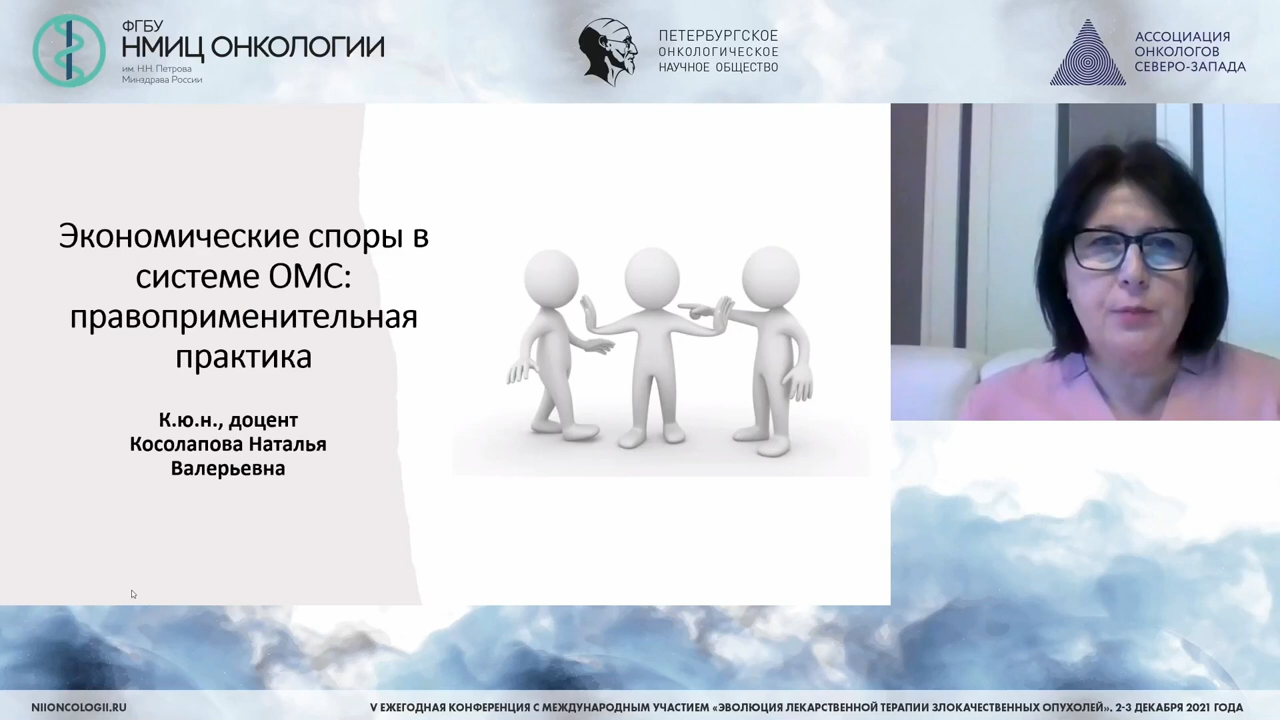 ФГБУ
НМИЦ ОНКОЛОГИИ
им. Н.Н. Петрова
Минздрава России
ПЕТЕРБУРГСКОЕ
ОНКОЛОГИЧЕСКОЕ
НАУЧНОЕ ОБЩЕСТВО
АССОЦИАЦИЯ
ОНКОЛОГОВ
СЕВЕРО-ЗАПАДА
Экономические споры в
системе ОМС:
правоприменительная
практика
К.ю.н., доцент
Косолапова Наталья
Валерьевна
NIIONCOLOGII.RU
V ЕЖЕГОДНАЯ КОНФЕРЕНЦИЯ С МЕЖДУНАРОДНЫМ УЧАСТИЕМ «ЭВОЛЮЦИЯ ЛЕКАРСТВЕННОЙ ТЕРАПИИ ЗЛОКАЧЕСТВЕННЫХ ОПУХОЛЕЙ». 2-3 ДЕКАБРЯ 2021 ГОДА